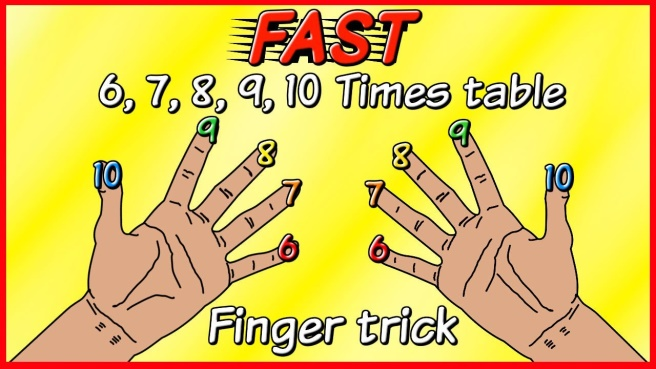 FAST
6, 7, 8, 9, 10 Times table
9 9
8 8
10 10
7 7
6 6
Finger trick